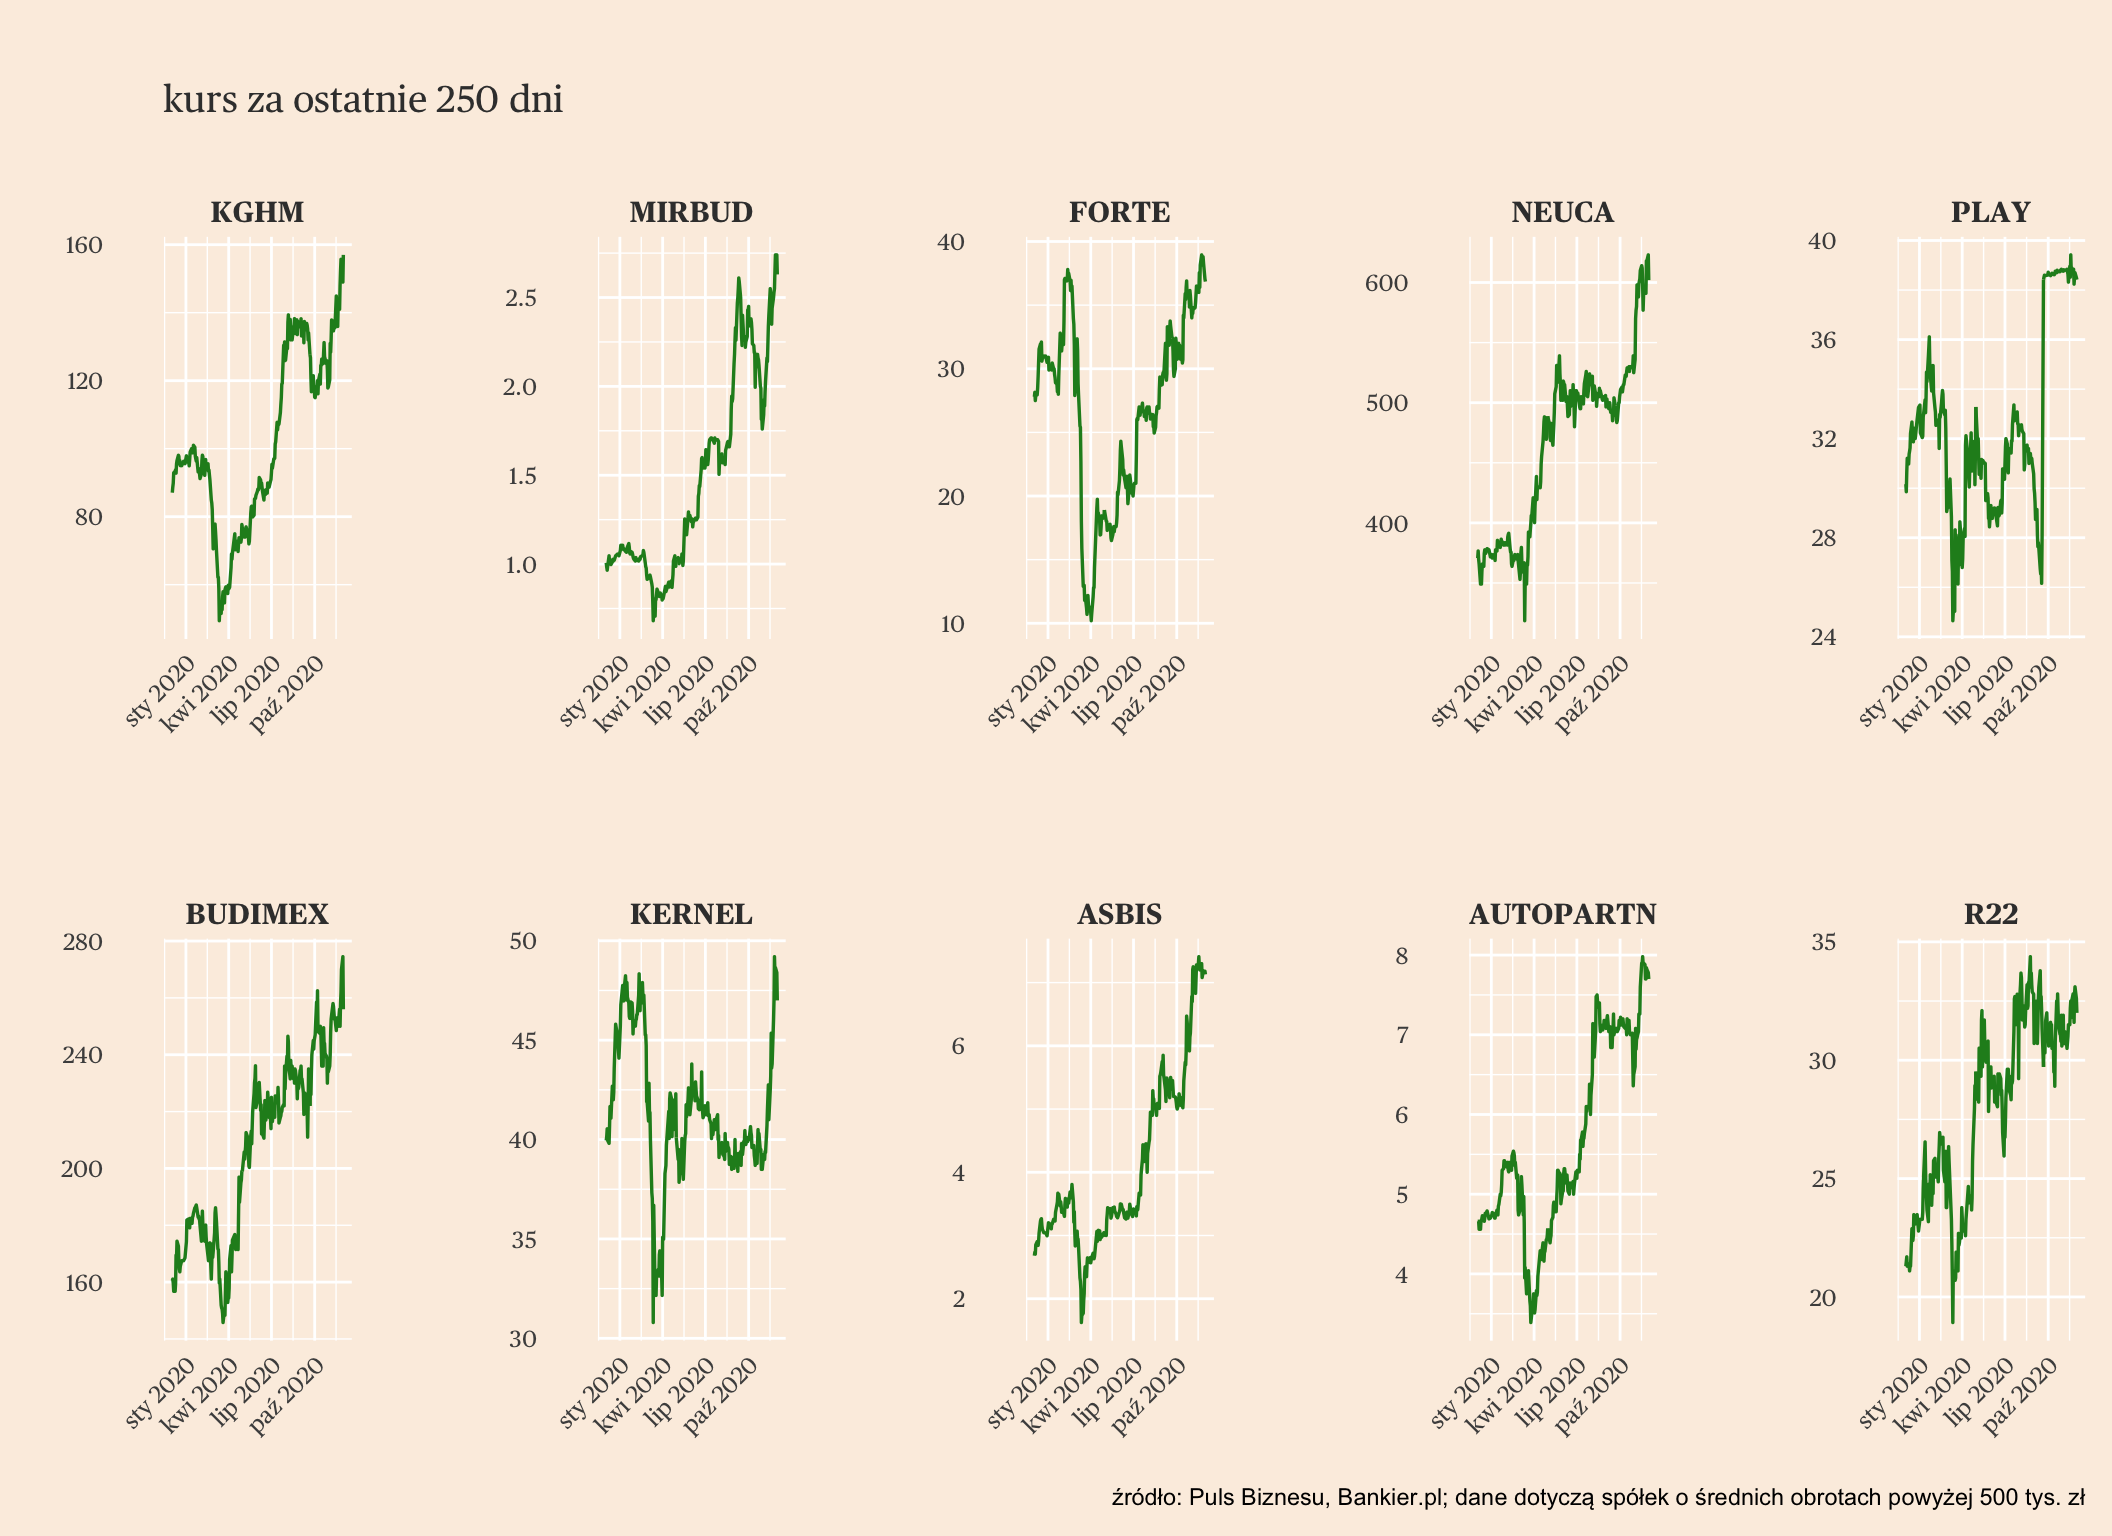 kurs za ostatnie 250 dni
KGHM
160
120
80
sty 2020
kwi 2020
lip 2020
paź 2020
MIRBUD
2.5
2.0
1.5
1.0
sty 2020
kwi 2020
lip 2020
paź 2020
FORTE
40
30
20
10
sty 2020
kwi 2020
lip 2020
paź 2020
NEUCA
600
500
400
sty 2020
kwi 2020
lip 2020
paź 2020
PLAY
40
36
32
28
24
sty 2020
kwi 2020
lip 2020
paź 2020
BUDIMEX
280
240
200
160
sty 2020
kwi 2020
lip 2020
paź 2020
KERNEL
50
45
40
35
30
sty 2020
kwi 2020
lip 2020
paź 2020
ASBIS
6
4
2
sty 2020
kwi 2020
lip 2020
paź 2020
AUTOPARTN
8
7
6
5
4
sty 2020
kwi 2020
lip 2020
paź 2020
R22
35
30
25
20
sty 2020
kwi 2020
lip 2020
paź 2020
źródło: Puls Biznesu, Bankier.pl; dane dotyczą spółek o średnich obrotach powyżej 500 tys. zł